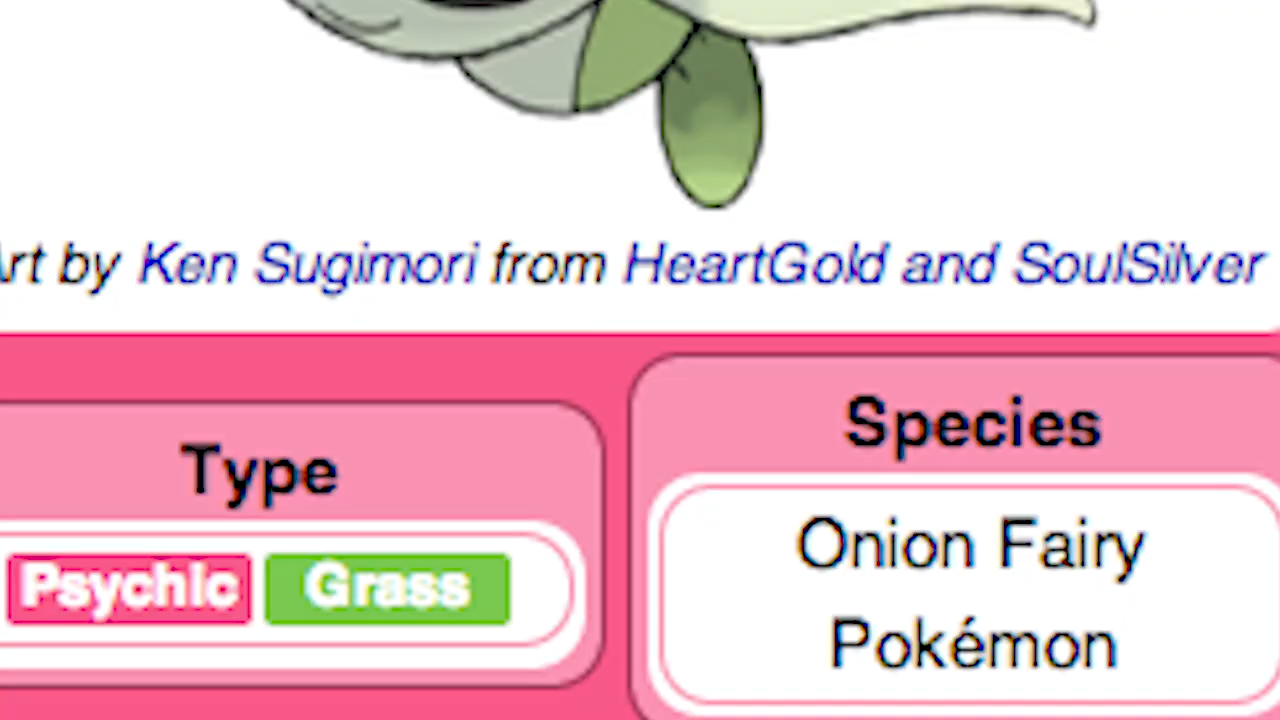 Art by Ken Sugimori from HeartGold and SoulSilver
Type
Species
Psychic Grass
Onion Fairy
Pokémon